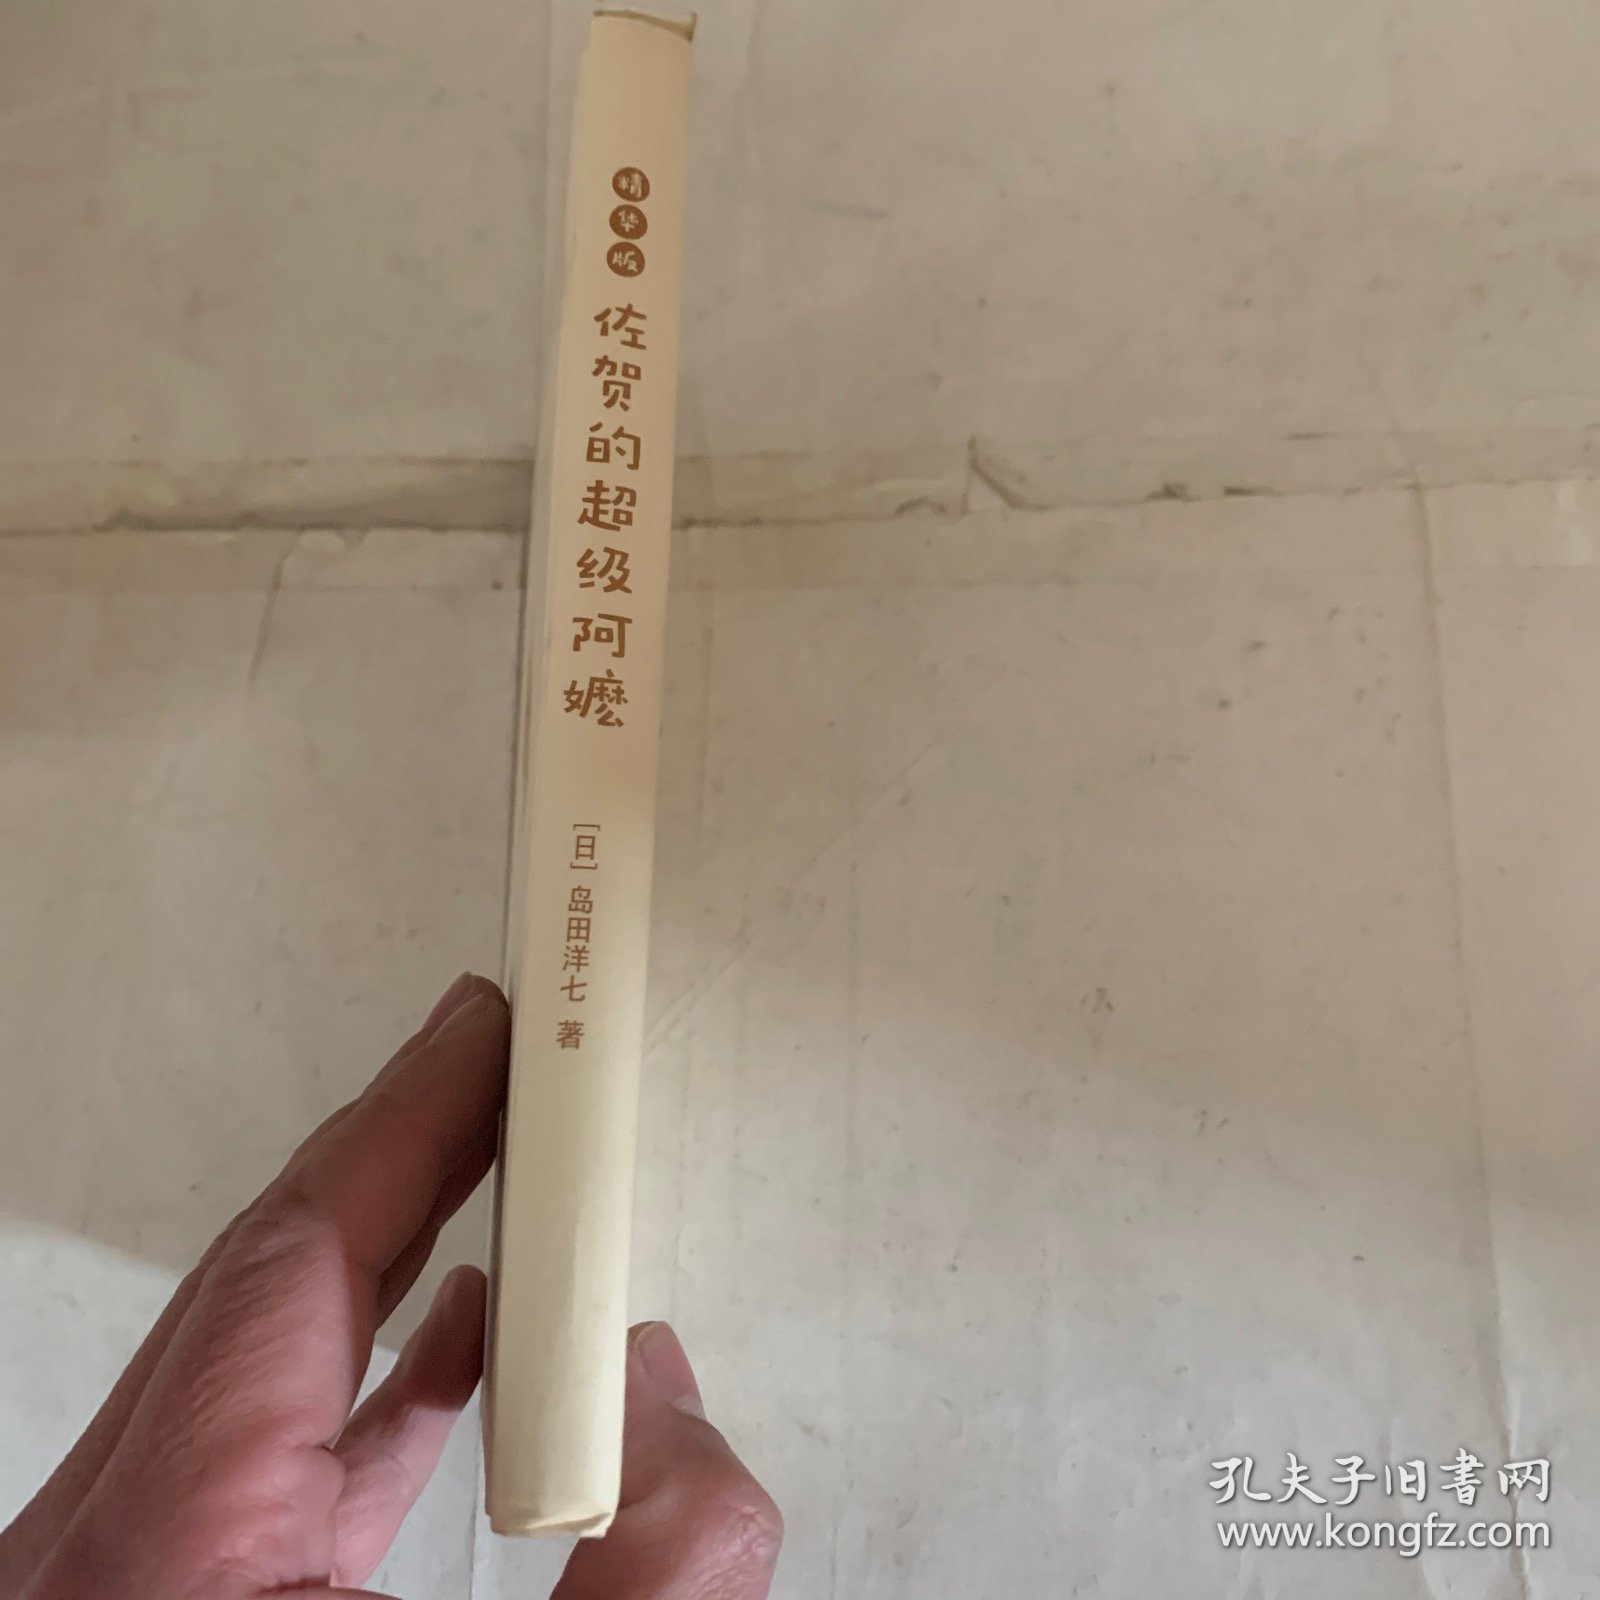 精华版
佐贺的超级阿嬷
[日] 岛田洋七 著
孔夫子旧书网
www.kongfz.com